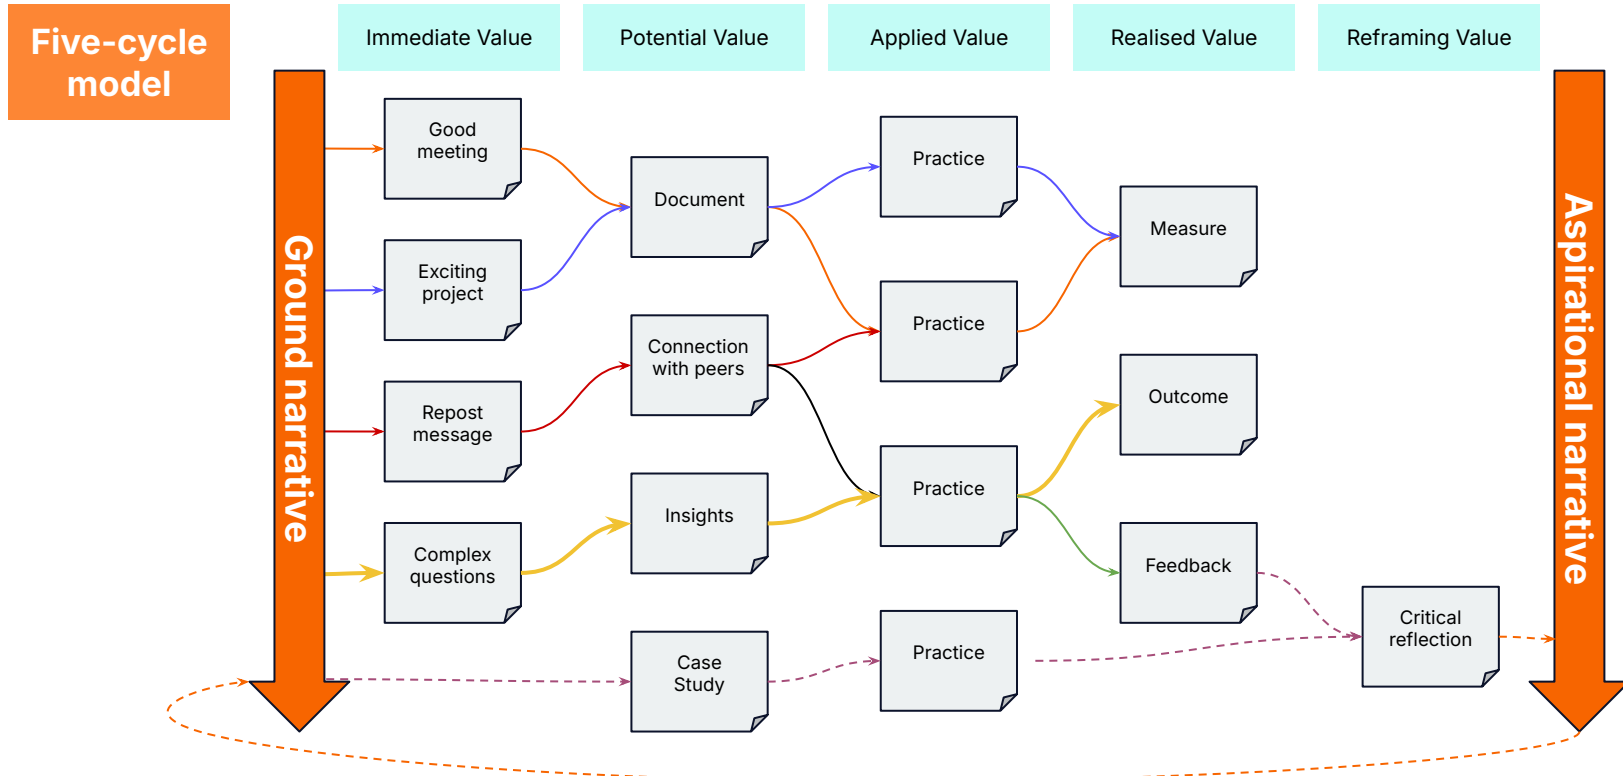 Five-cycle
model
Immediate Value
Potential Value
Applied Value
Realised Value
Reframing Value
Ground narrative
Good
meeting
Exciting
project
Repost
message
Complex
questions
Document
Connection
with peers
Insights
Case
Study
Practice
Practice
Practice
Practice
Measure
Outcome
Feedback
Critical
reflection
Aspirational narrative